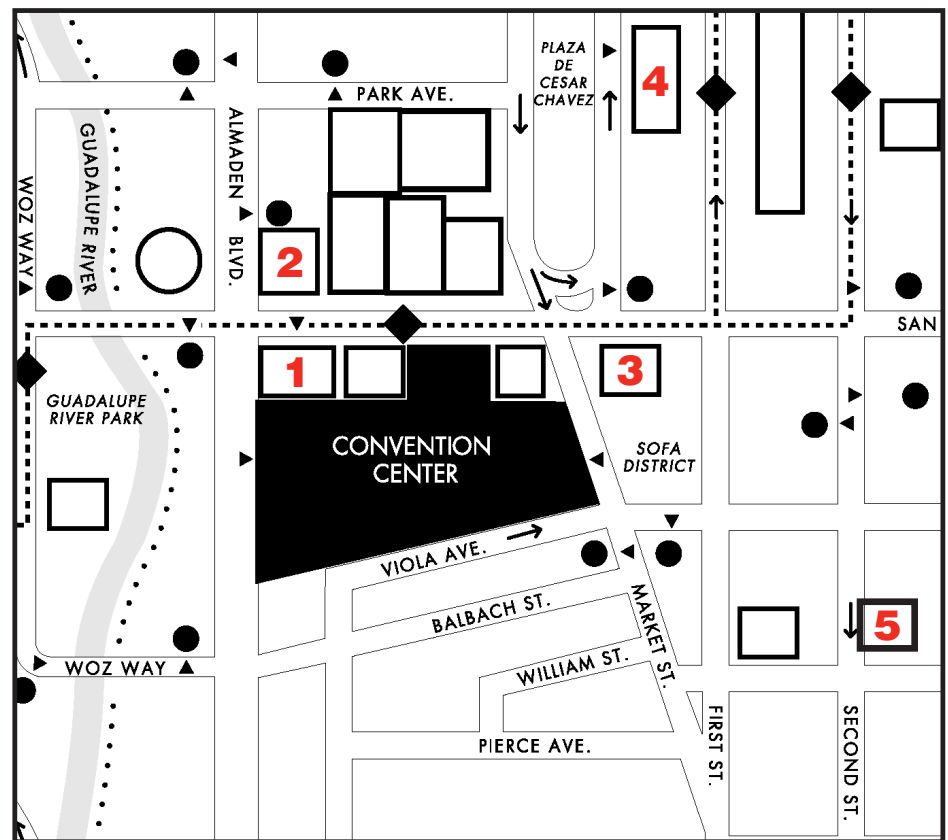 PLAZA
DE
CESAR
CHAVEZ
4
PARK AVE.
ALMADEN BLVD.
GUADALUPE RIVER
WOZ WAY
2
SAN
1
3
GUADALUPE
RIVER PARK
CONVENTION
CENTER
SOFA
DISTRICT
VIOLA AVE.
BALBACH ST.
MARKET ST.
5
WILLIAM ST.
WOZ WAY
PIERCE AVE.
FIRST ST.
SECOND ST.